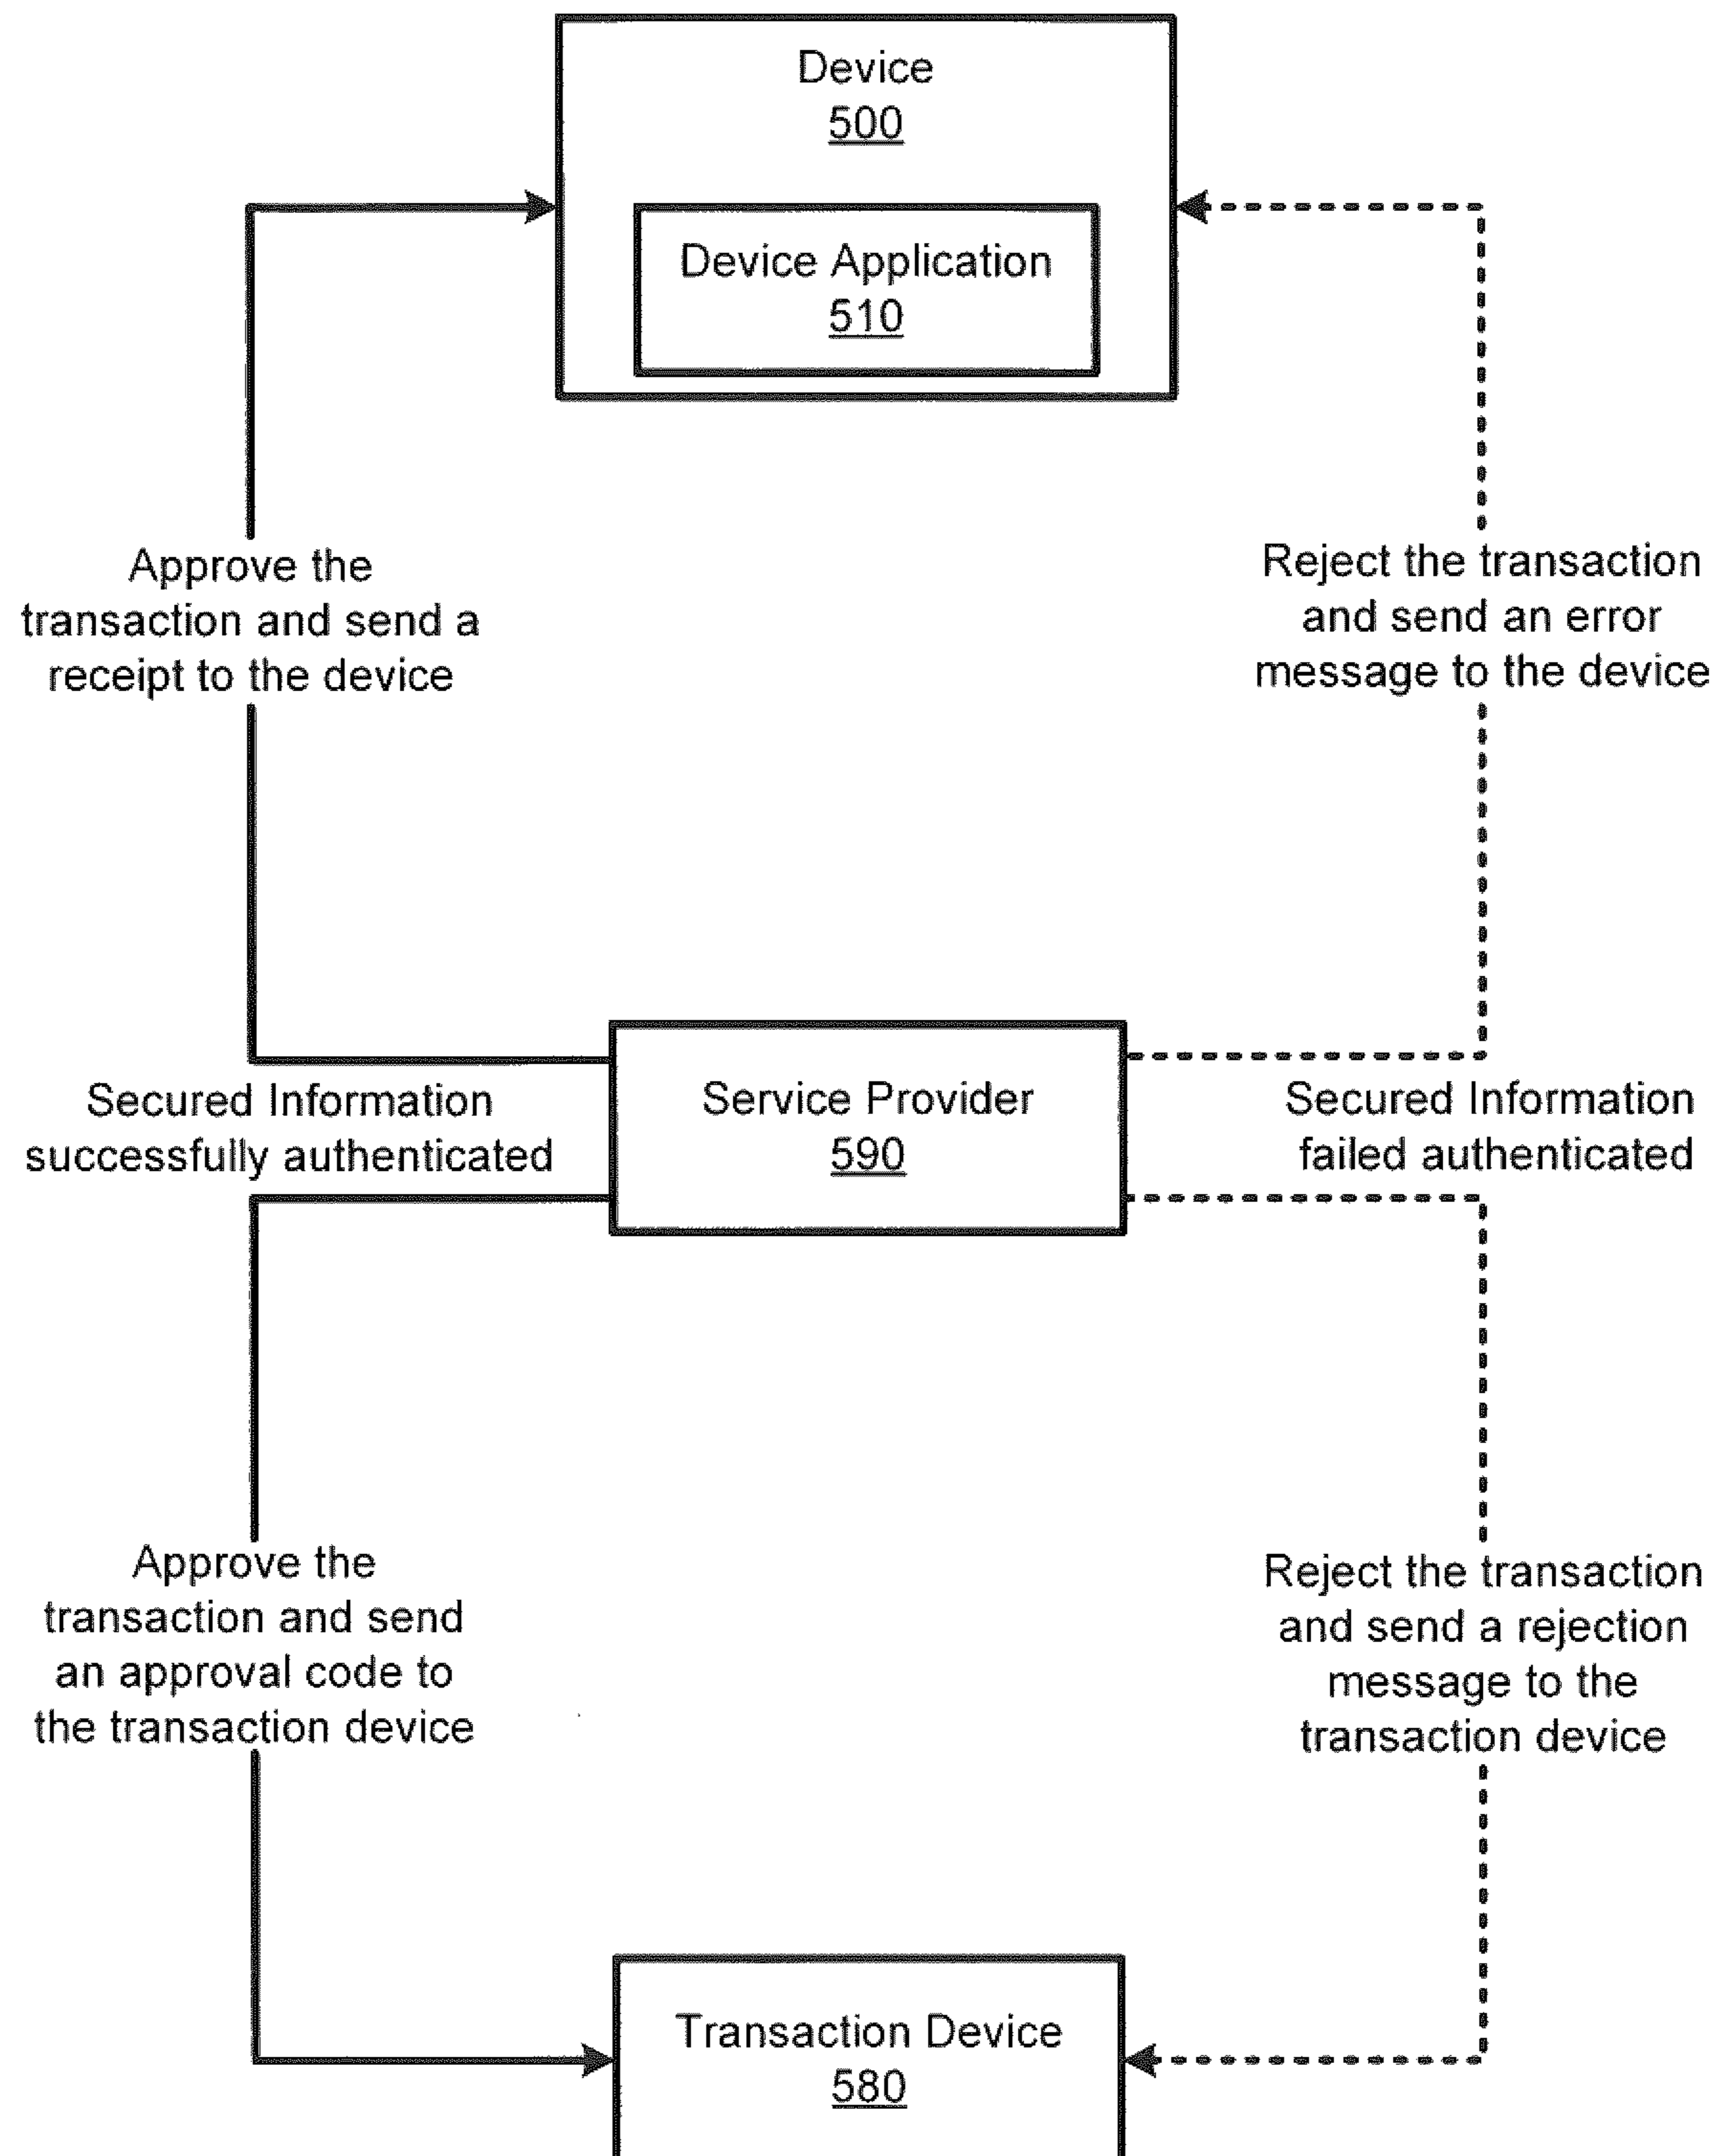 Device
500
Device Application
510
Approve the
transaction and send a
receipt to the device
Reject the transaction
and send an error
message to the device
Secured Information
successfully authenticated
Service Provider
590
Secured Information
failed authenticated
Approve the
transaction and send
an approval code to
the transaction device
Reject the transaction
and send a rejection
message to the
transaction device
Transaction Device
580